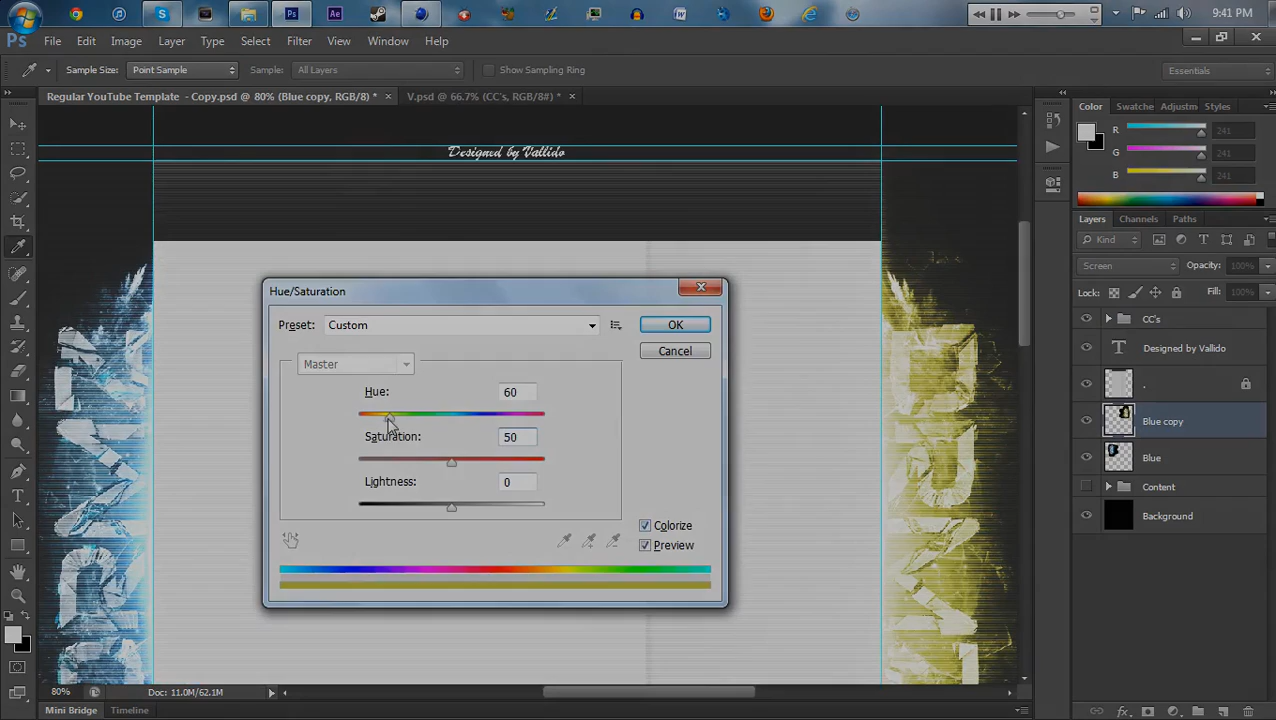 Ae
W
9:41 PM
Ps File Edit Image Layer Type Select Filter View Window Help
Sample Size: Point Sample Sample: All Layers Show Sampling Ring Essentials
Regular YouTube Template - Copy.psd @ 80% (Blue copy, RGB/8) * × V.psd @ 66.7% (CC's, RGB/8#) * ×
Color Swatche Adjustm Styles
R 241
G 241
B 241
Designed by Vallido
Layers Channels Paths
Kind
Screen Opacity: 100%
Lock: Fill: 100%
CC's
Designed by Vallido
.
Blue copy
Blue
Content
Background
Hue/Saturation
Preset: Custom OK
Cancel
Master
Hue: 60
Saturation: 50
Lightness: 0
Colorize
Preview
80% Doc: 11.0M/62.1M
Mini Bridge Timeline